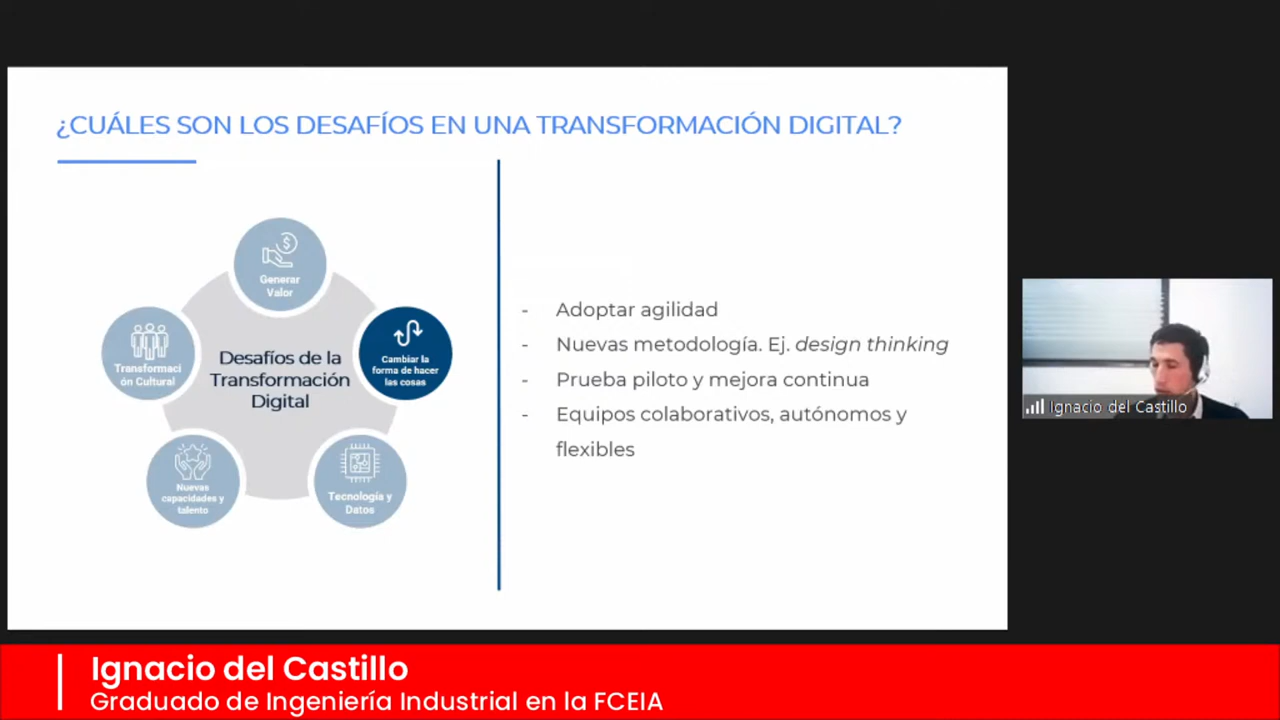 ¿CUÁLES SON LOS DESAFÍOS EN UNA TRANSFORMACIÓN DIGITAL?
Generar
Valor
Cambiar la
forma de hacer
las cosas
Tecnología y
Datos
Nuevas
capacidades y
talento
Transformaci
ón Cultural
Desafíos de la
Transformación
Digital
- Adoptar agilidad
- Nuevas metodología. Ej. design thinking
- Prueba piloto y mejora continua
- Equipos colaborativos, autónomos y
flexibles
Ignacio del Castillo
Ignacio del Castillo
Graduado de Ingeniería Industrial en la FCEIA